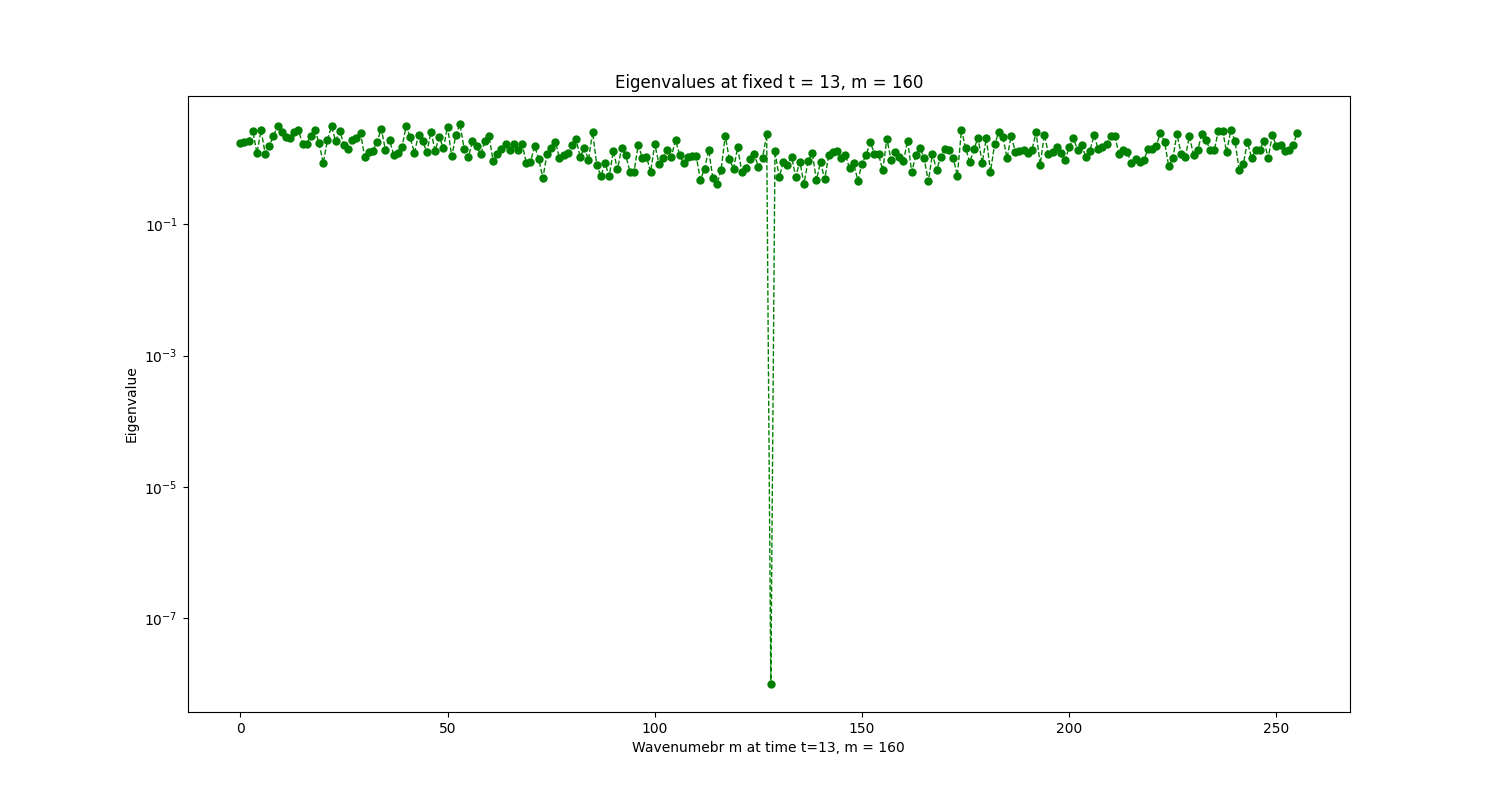 Eigenvalues at fixed t = 13, m = 160
Eigenvalue
10⁻¹
10⁻³
10⁻⁵
10⁻⁷
0 50 100 150 200 250
Wavenumebr m at time t=13, m = 160